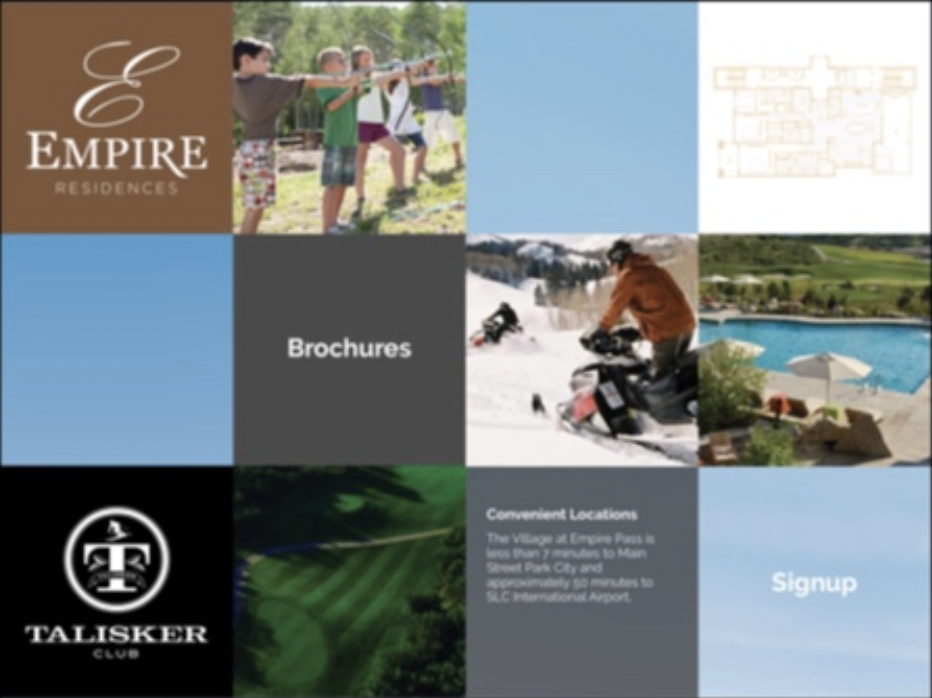 E
EMPIRE
RESIDENCES
Brochures
T
TALISKER
CLUB
Convenient Locations
The Village at Empire Pass is
less than 7 minutes to Main
Street Park City and
approximately 50 minutes to
SLC International Airport.
Signup